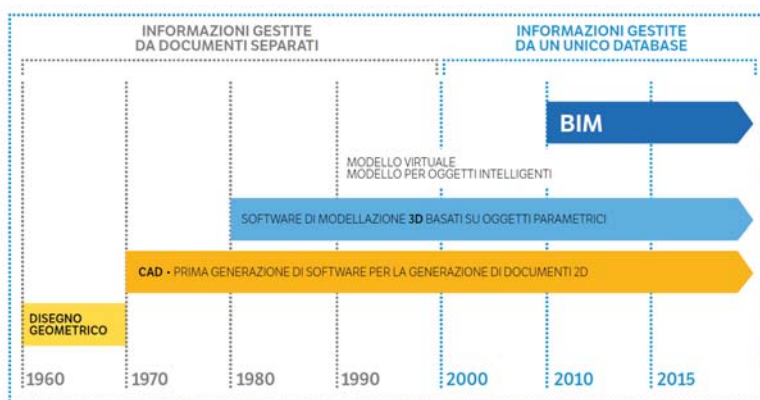 INFORMAZIONI GESTITE
DA DOCUMENTI SEPARATI
INFORMAZIONI GESTITE
DA UN UNICO DATABASE
BIM
MODELLO VIRTUALE
MODELLO PER OGGETTI INTELLIGENTI
SOFTWARE DI MODELLAZIONE 3D BASATI SU OGGETTI PARAMETRICI
CAD • PRIMA GENERAZIONE DI SOFTWARE PER LA GENERAZIONE DI DOCUMENTI 2D
DISEGNO
GEOMETRICO
1960 1970 1980 1990 2000 2010 2015